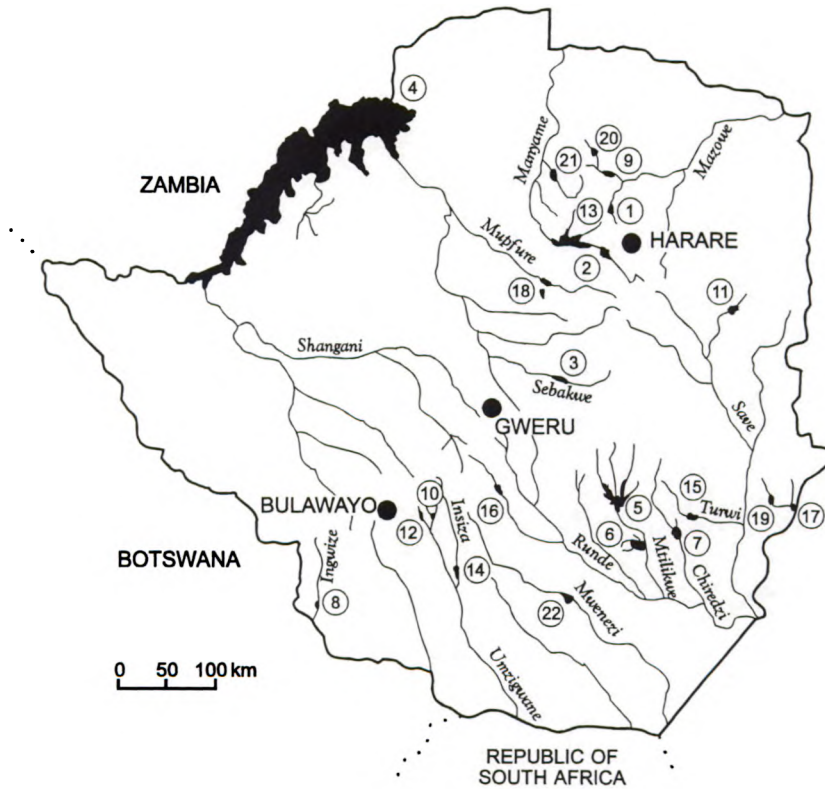 4
20
9
Manyame
Mazowe
21
ZAMBIA
13
1
HARARE
Mupfure
2
18
11
Shangani
3
Sebakwe
Save
GWERU
BULAWAYO
10
Insiza
16
5
15
Turwi
19
17
12
6
7
Runde
Mtilikwe
Chiredzi
BOTSWANA
Ingwize
14
8
22
Mwenezi
Umzigwane
0 50 100 km
REPUBLIC OF
SOUTH AFRICA